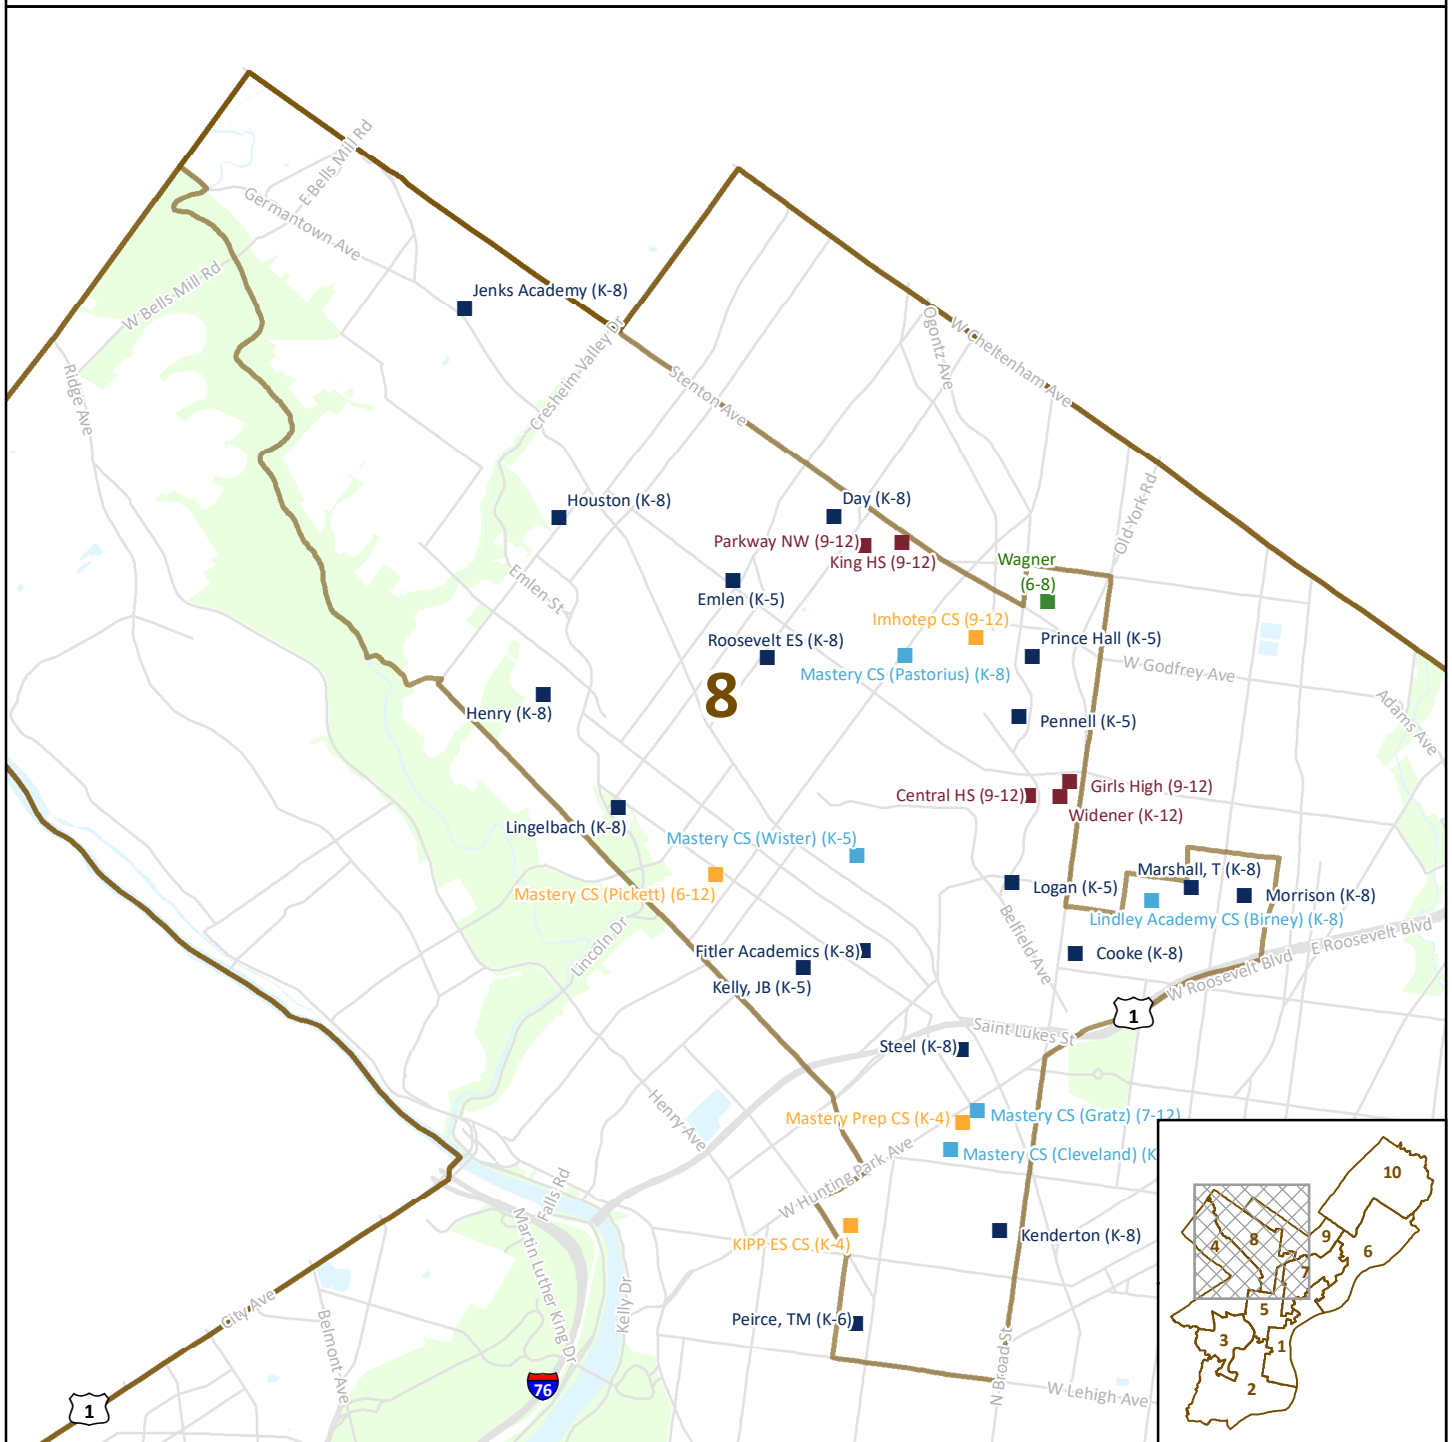 E Bells Mill Rd
Germantown Ave
W Bells Mill Rd
Jenks Academy (K-8)
Ridge Ave
Cresheim Valley Dr
Stenton Ave
Ogontz Ave
W Cheltenham Ave
Old York Rd
Houston (K-8)
Day (K-8)
Parkway NW (9-12)
King HS (9-12)
Wagner
(6-8)
Emlen St
Emlen (K-5)
Imhotep CS (9-12)
Roosevelt ES (K-8)
Prince Hall (K-5)
Mastery CS (Pastorius) (K-8)
W Godfrey Ave
8
Henry (K-8)
Pennell (K-5)
Adams Ave
Central HS (9-12)
Girls High (9-12)
Widener (K-12)
Lingelbach (K-8)
Mastery CS (Wister) (K-5)
Mastery CS (Pickett) (6-12)
Logan (K-5)
Marshall, T (K-8)
Morrison (K-8)
Lindley Academy CS (Birney) (K-8)
Belfield Ave
Lincoln Dr
Fitler Academics (K-8)
Cooke (K-8)
E Roosevelt Blvd
W Roosevelt Blvd
Kelly, JB (K-5)
1
Saint Lukes St
Steel (K-8)
Henry Ave
Mastery Prep CS (K-4)
Mastery CS (Gratz) (7-12)
Mastery CS (Cleveland) (K
W Hunting Park Ave
Falls Rd
Martin Luther King Dr
KIPP ES CS (K-4)
Kenderton (K-8)
Kelly Dr
City Ave
Belmont Ave
Peirce, TM (K-6)
N Broad St
W Lehigh Ave
76
1
10
9
8
6
4
7
5
3
1
2